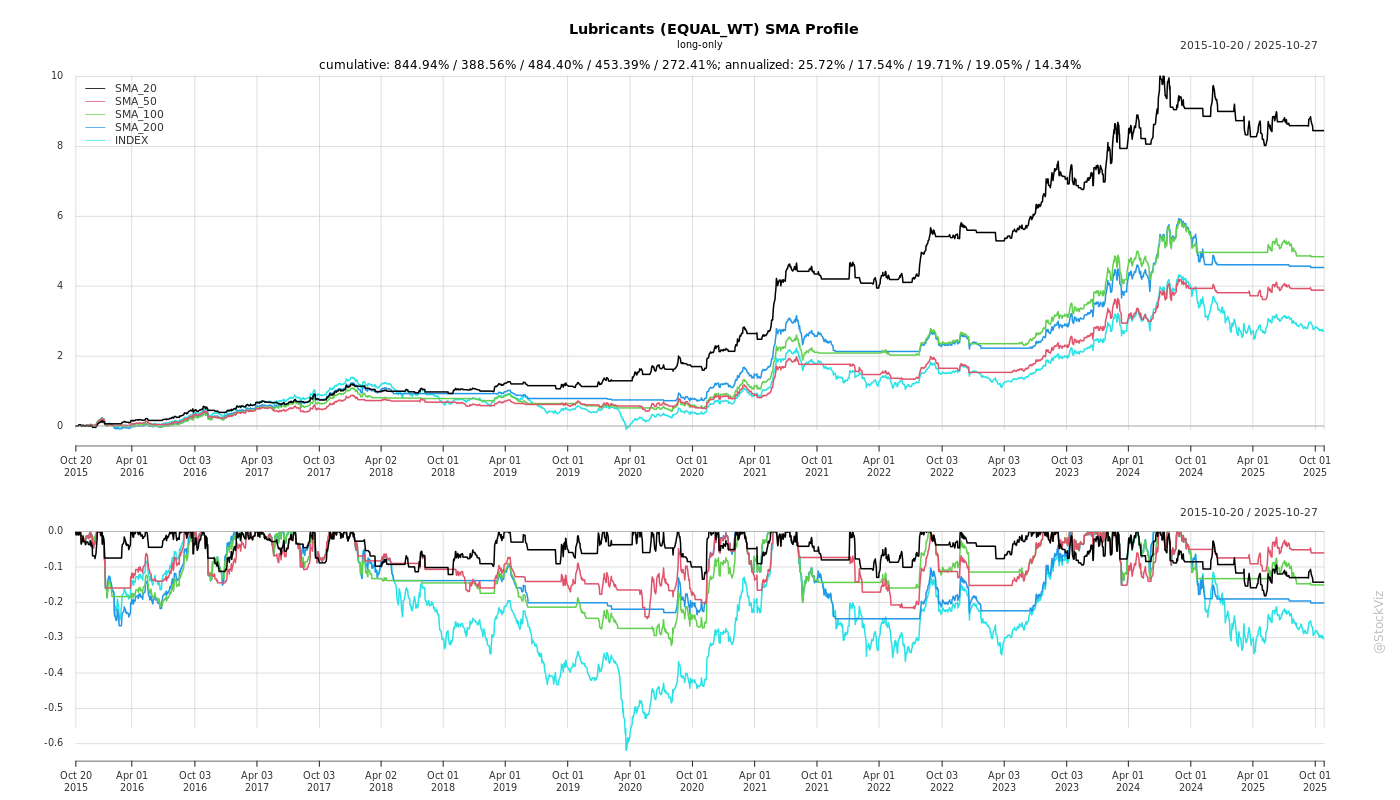 Lubricants (EQUAL_WT) SMA Profile
long-only
2015-10-20 / 2025-10-27
cumulative: 844.94% / 388.56% / 484.40% / 453.39% / 272.41%; annualized: 25.72% / 17.54% / 19.71% / 19.05% / 14.34%
SMA_20
SMA_50
SMA_100
SMA_200
INDEX
10
8
6
4
2
0
Oct 20 Apr 01 Oct 03 Apr 03 Oct 03 Apr 02 Oct 01 Apr 01 Oct 01 Apr 01 Oct 01 Apr 01 Oct 01 Apr 01 Oct 03 Apr 03 Oct 03 Apr 01 Oct 01 Apr 01 Oct 01
2015 2016 2016 2017 2017 2018 2018 2019 2019 2020 2020 2021 2021 2022 2022 2023 2023 2024 2024 2025 2025
2015-10-20 / 2025-10-27
0.0
-0.1
-0.2
-0.3
-0.4
-0.5
-0.6
Oct 20 Apr 01 Oct 03 Apr 03 Oct 03 Apr 02 Oct 01 Apr 01 Oct 01 Apr 01 Oct 01 Apr 01 Oct 01 Apr 01 Oct 03 Apr 03 Oct 03 Apr 01 Oct 01 Apr 01 Oct 01
2015 2016 2016 2017 2017 2018 2018 2019 2019 2020 2020 2021 2021 2022 2022 2023 2023 2024 2024 2025 2025
@StockViz